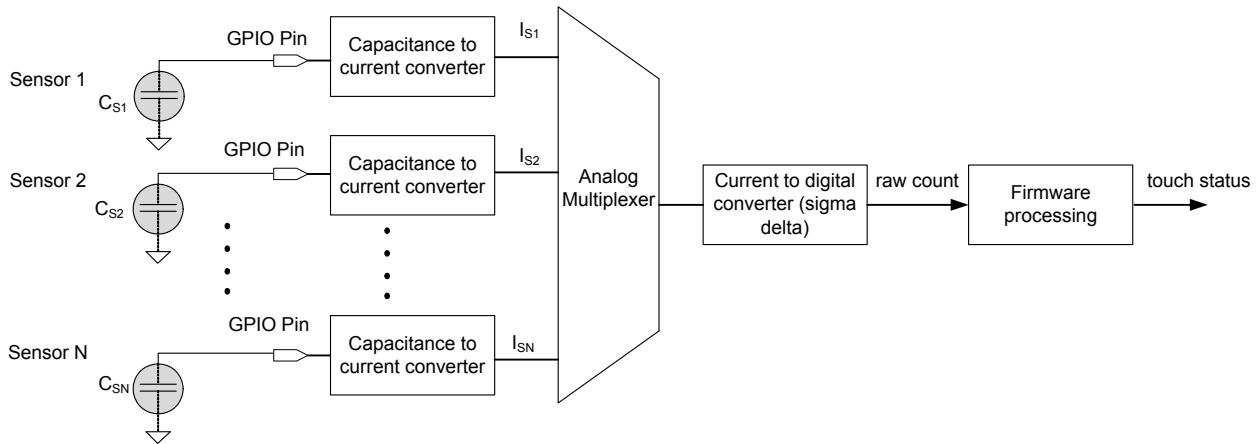 GPIO Pin
Capacitance to
current converter
I_S1
Sensor 1
C_S1
GPIO Pin
Capacitance to
current converter
I_S2
Sensor 2
C_S2
Analog
Multiplexer
Current to digital
converter (sigma
delta)
raw count
Firmware
processing
touch status
GPIO Pin
Capacitance to
current converter
I_SN
Sensor N
C_SN